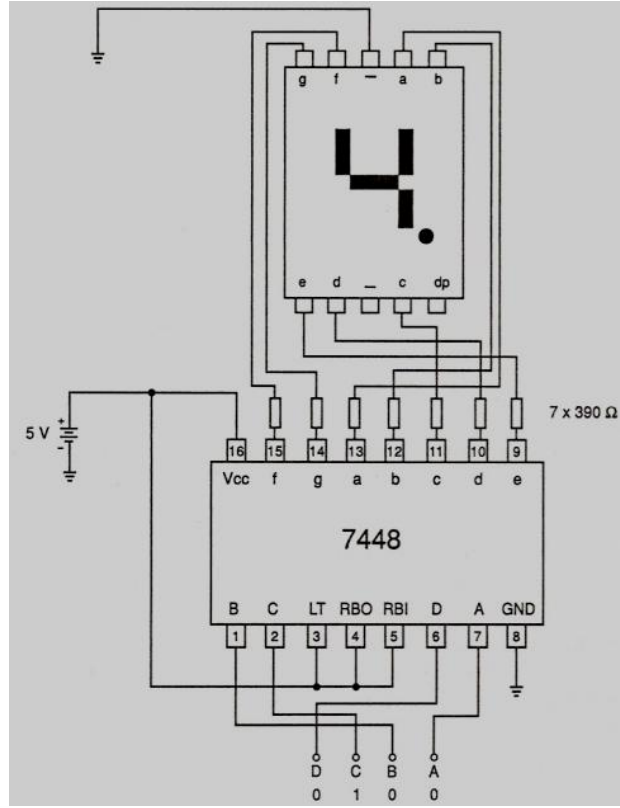 g f — a b
4.
e d — c dp
7 x 390 Ω
5 V + -
16 15 14 13 12 11 10 9
Vcc f g a b c d e
7448
B C LT RBO RBI D A GND
1 2 3 4 5 6 7 8
D C B A
0 1 0 0